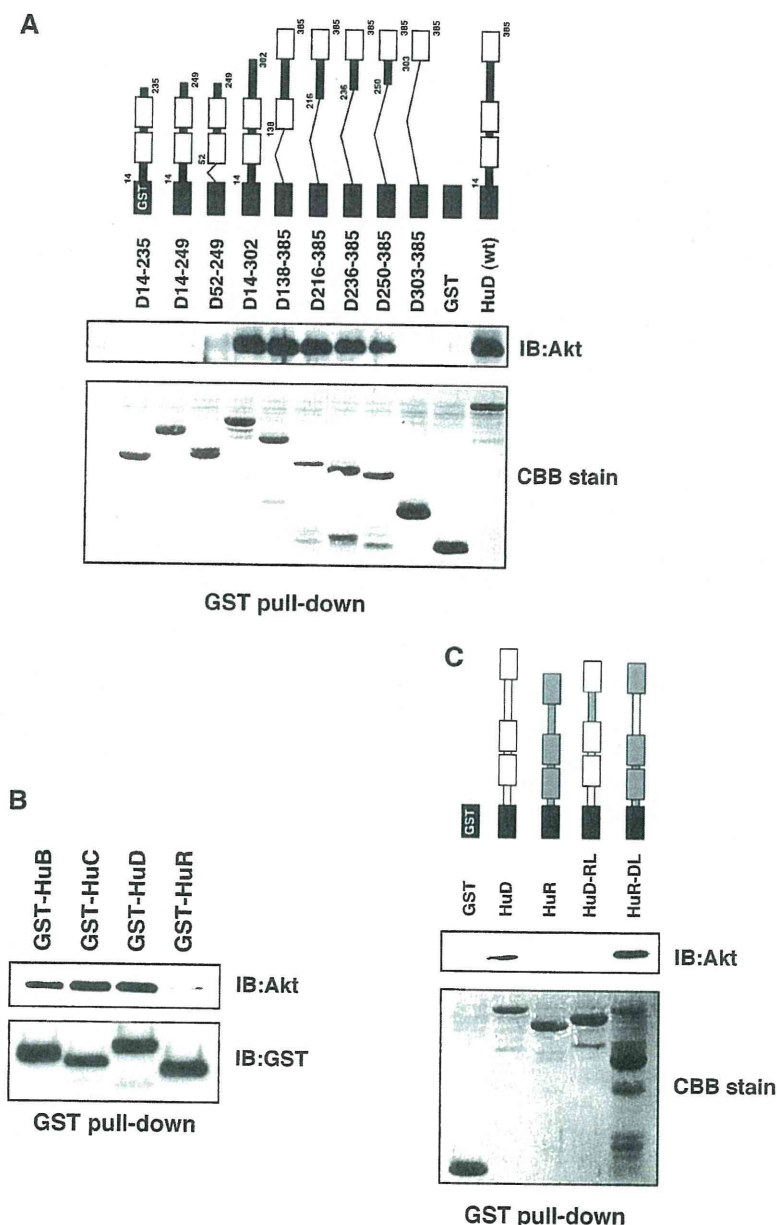 A
235
249
249
302
385
385
385
385
385
385
14
GST
14
52
14
138
216
236
250
303
14
D14-235
D14-249
D52-249
D14-302
D138-385
D216-385
D236-385
D250-385
D303-385
GST
HuD (wt)
IB:Akt
CBB stain
GST pull-down
B
GST-HuB
GST-HuC
GST-HuD
GST-HuR
IB:Akt
IB:GST
GST pull-down
C
GST
GST
HuD
HuR
HuD-RL
HuR-DL
IB:Akt
CBB stain
GST pull-down